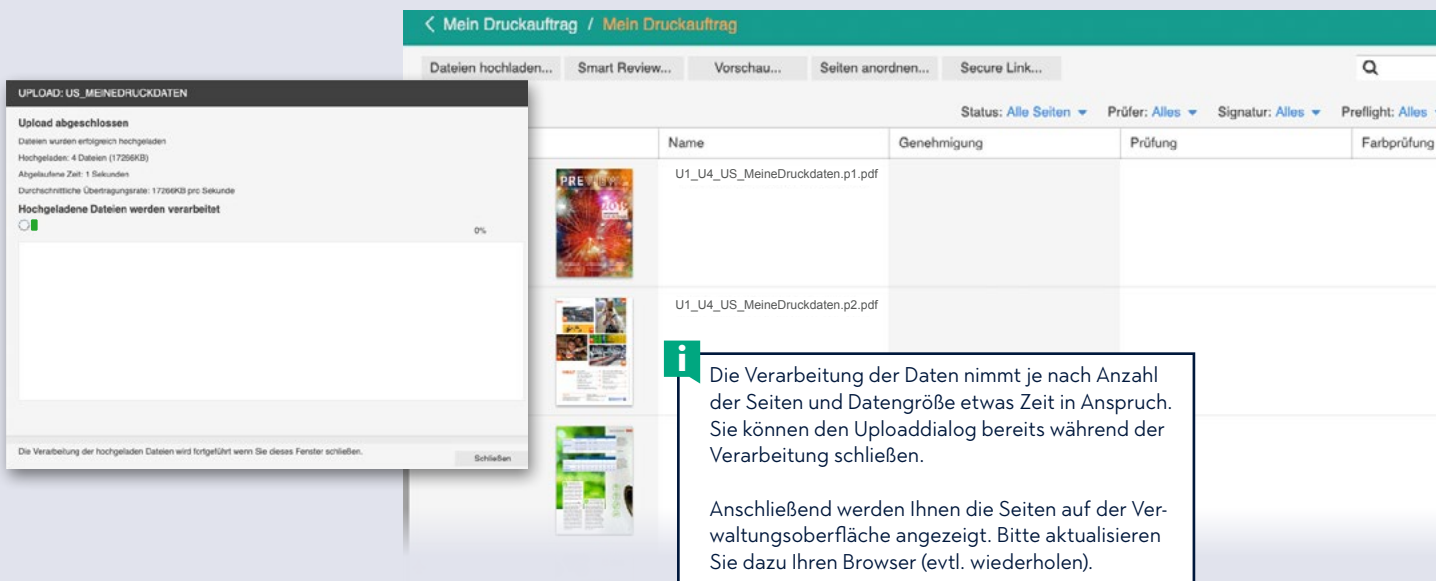 Mein Druckauftrag / Mein Druckauftrag
Dateien hochladen... Smart Review... Vorschau... Seiten anordnen... Secure Link...
Status: Alle Seiten Prüfer: Alles Signatur: Alles Preflight: Alles
Name Genehmigung Prüfung Farbprüfung
UPLOAD: US_MEINEDRUCKDATEN
Upload abgeschlossen
Dateien wurden erfolgreich hochgeladen
Hochgeladen: 4 Dateien (17266KB)
Abgelaufene Zeit: 1 Sekunden
Durchschnittliche Übertragungsrate: 17266KB pro Sekunde
Hochgeladene Dateien werden verarbeitet
0%
Die Verarbeitung der hochgeladen Dateien wird fortgeführt wenn Sie dieses Fenster schließen.
Schließen
PREVIEW
2019
U1_U4_US_MeineDruckdaten.p1.pdf
U1_U4_US_MeineDruckdaten.p2.pdf
i
Die Verarbeitung der Daten nimmt je nach Anzahl
der Seiten und Datengröße etwas Zeit in Anspruch.
Sie können den Uploaddialog bereits während der
Verarbeitung schließen.
Anschließend werden Ihnen die Seiten auf der Ver-
waltungsoberfläche angezeigt. Bitte aktualisieren
Sie dazu Ihren Browser (evtl. wiederholen).